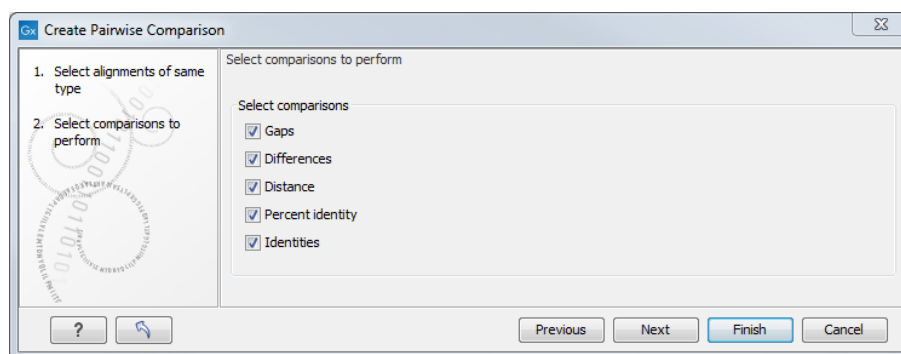 Gx Create Pairwise Comparison
1. Select alignments of same
type
2. Select comparisons to
perform
Select comparisons to perform
Select comparisons
Gaps
Differences
Distance
Percent identity
Identities
?
Previous
Next
Finish
Cancel